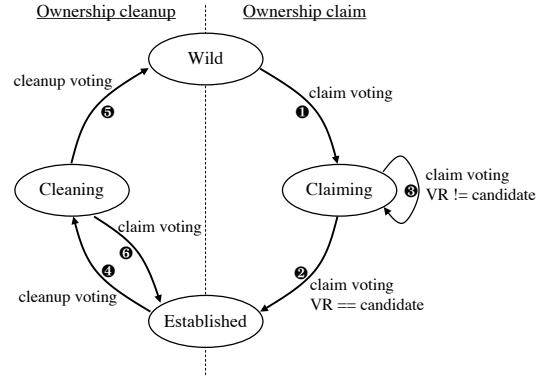 Ownership cleanup
Ownership claim
Wild
cleanup voting
claim voting
❺
❶
Cleaning
Claiming
❸
claim voting
VR != candidate
claim voting
❻
❹
❷
cleanup voting
claim voting
VR == candidate
Established